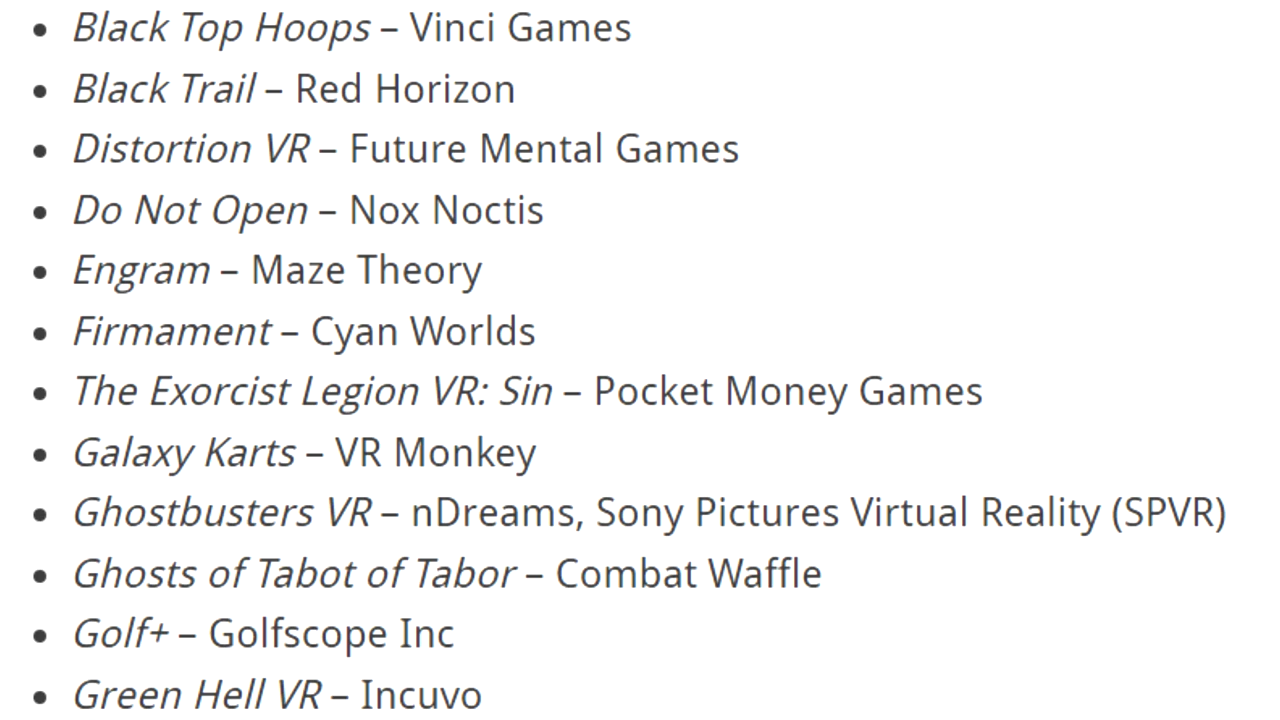 • Black Top Hoops – Vinci Games
• Black Trail – Red Horizon
• Distortion VR – Future Mental Games
• Do Not Open – Nox Noctis
• Engram – Maze Theory
• Firmament – Cyan Worlds
• The Exorcist Legion VR: Sin – Pocket Money Games
• Galaxy Karts – VR Monkey
• Ghostbusters VR – nDreams, Sony Pictures Virtual Reality (SPVR)
• Ghosts of Tabot of Tabor – Combat Waffle
• Golf+ – Golfscope Inc
• Green Hell VR – Incuvo